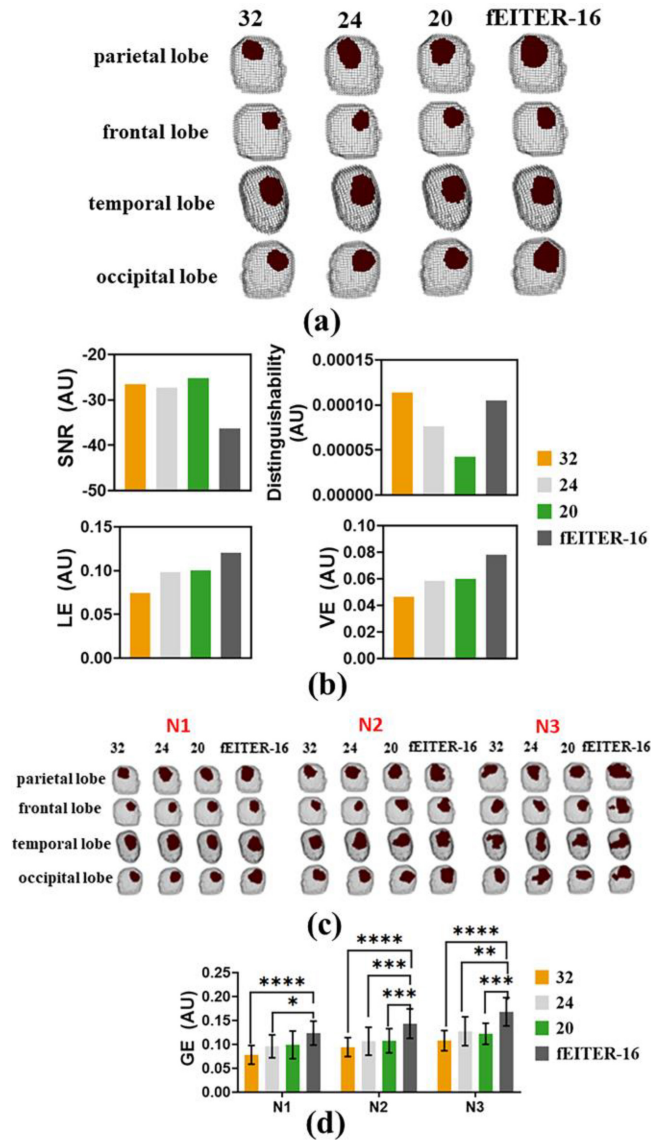 32 24 20 fEITER-16
parietal lobe
frontal lobe
temporal lobe
occipital lobe
(a)
SNR (AU)
-20
-30
-40
-50
Distinguishability
(AU)
0.00015
0.00010
0.00005
0.00000
LE (AU)
0.15
0.10
0.05
0.00
VE (AU)
0.10
0.08
0.06
0.04
0.02
0.00
32
24
20
fEITER-16
(b)
N1 N2 N3
32 24 20 fEITER-16 32 24 20 fEITER-16 32 24 20 fEITER-16
parietal lobe
frontal lobe
temporal lobe
occipital lobe
(c)
GE (AU)
0.25
0.20
0.15
0.10
0.05
0.00
**** *
**** *** ***
**** ** ***
N1 N2 N3
32
24
20
fEITER-16
(d)